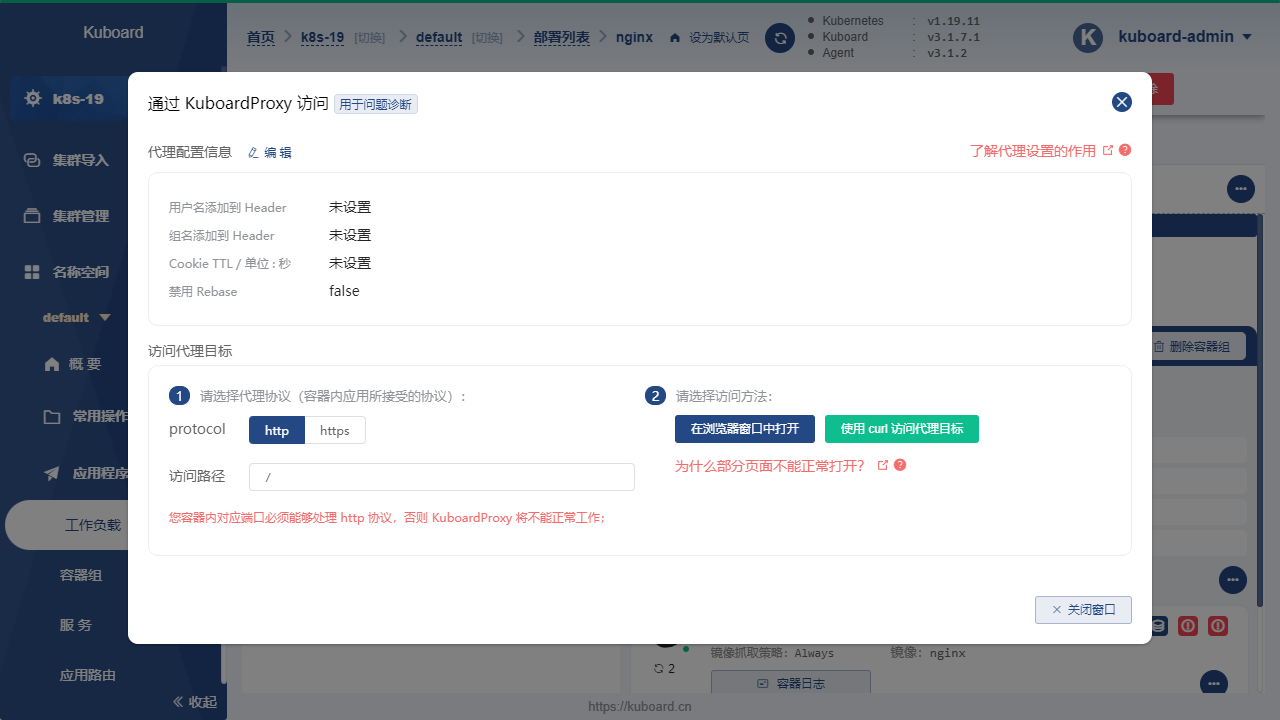 Kuboard
首页 k8s-19 [切换] default [切换] 部署列表 nginx 设为默认页
Kubernetes : v1.19.11
Kuboard : v3.1.7.1
Agent : v3.1.2
K kuboard-admin
k8s-19
集群导入
集群管理
名称空间
default
概 要
常用操作
应用程序
工作负载
容器组
服 务
应用路由
收起
通过 KuboardProxy 访问 用于问题诊断
代理配置信息 编 辑
了解代理设置的作用
用户名添加到 Header 未设置
组名添加到 Header 未设置
Cookie TTL / 单位 : 秒 未设置
禁用 Rebase false
访问代理目标
1 请选择代理协议（容器内应用所接受的协议）:
protocol http https
访问路径 /
您容器内对应端口必须能够处理 http 协议，否则 KuboardProxy 将不能正常工作;
2 请选择访问方法:
在浏览器窗口中打开 使用 curl 访问代理目标
为什么部分页面不能正常打开?
关闭窗口
删除容器组
镜像抓取策略: Always 镜像: nginx
2
容器日志
https://kuboard.cn